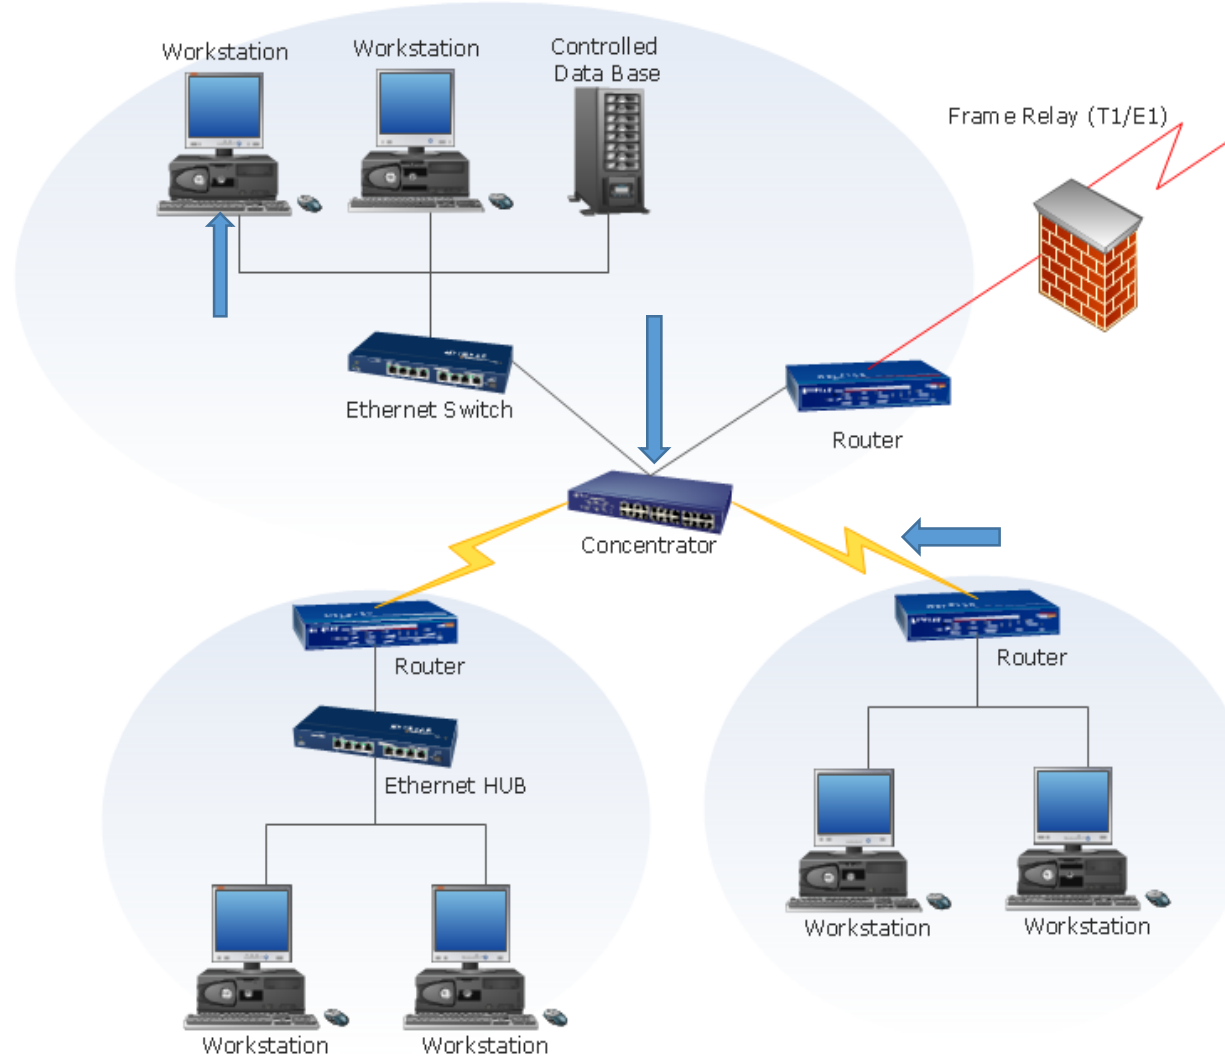 Workstation
Workstation
Controlled
Data Base
Frame Relay (T1/E1)
Ethernet Switch
Router
Concentrator
Router
Router
Ethernet HUB
Workstation
Workstation
Workstation
Workstation